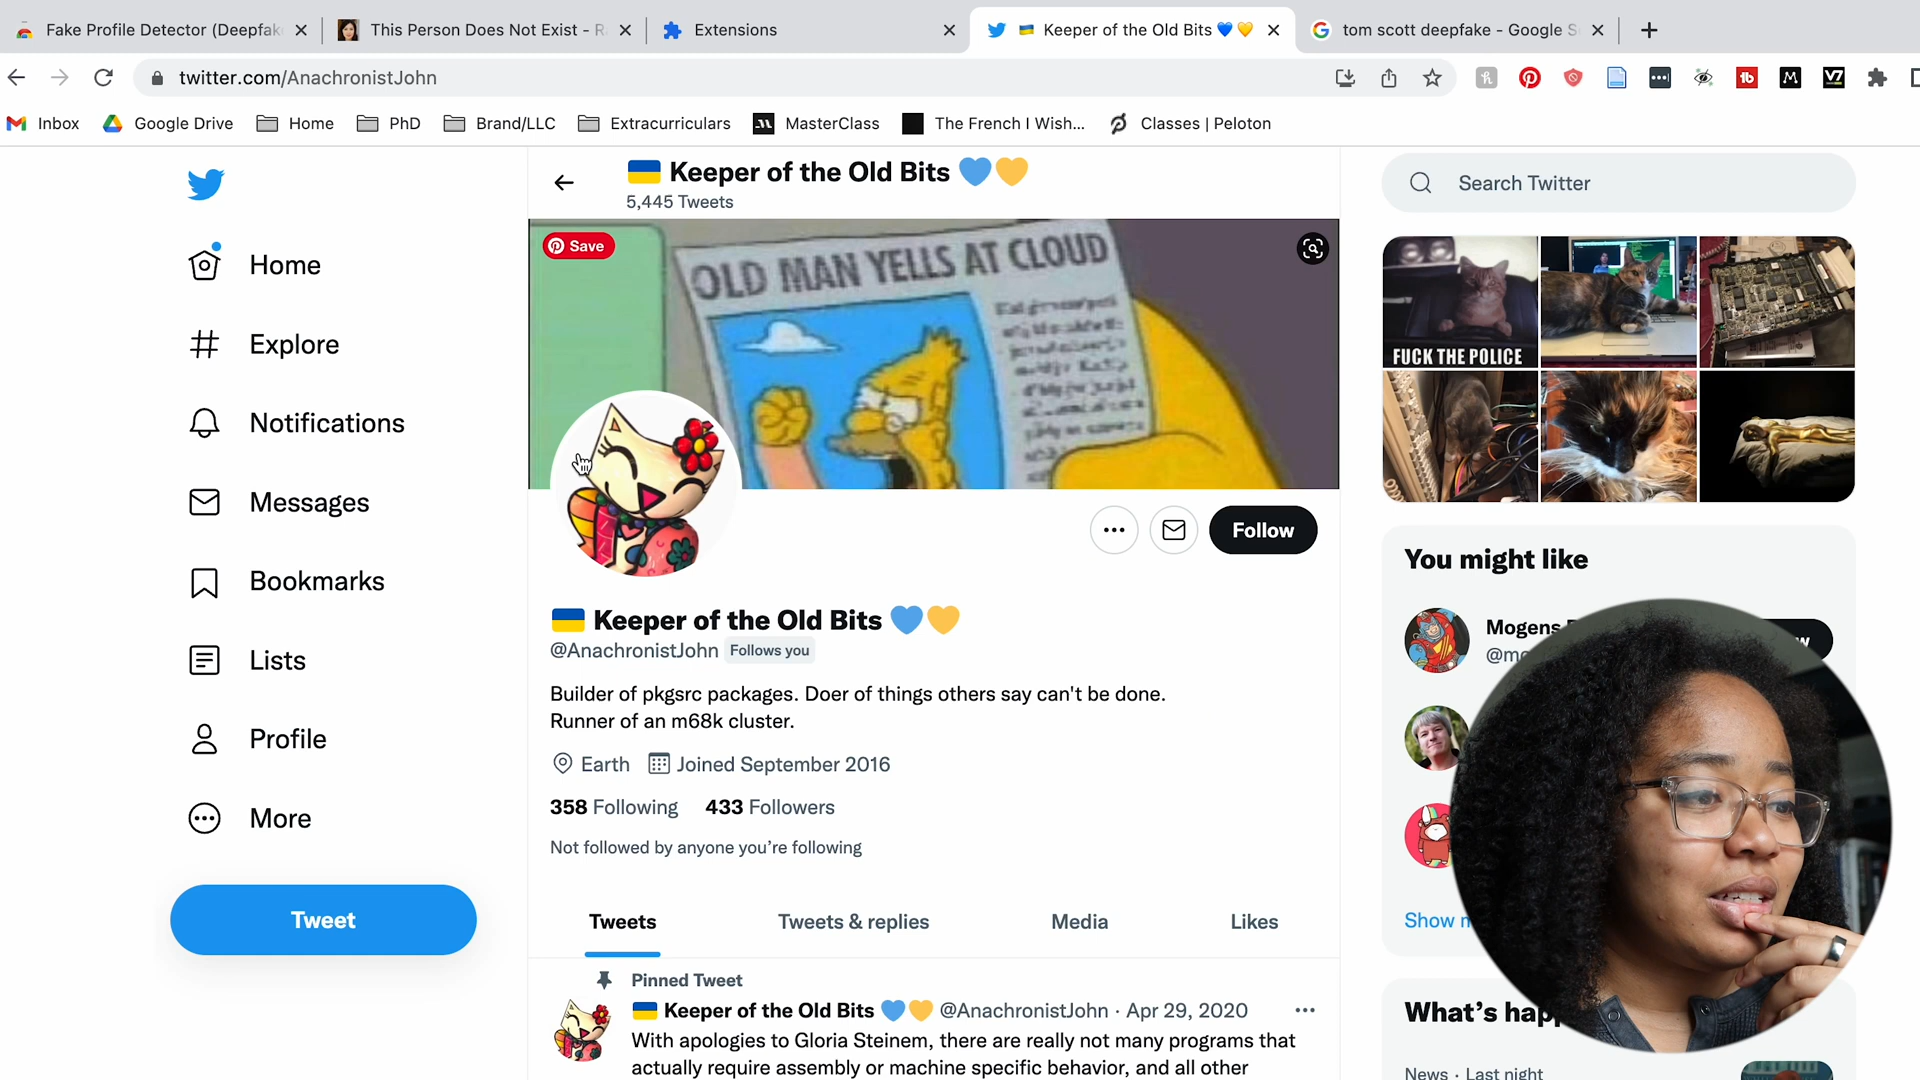 Fake Profile Detector (Deepfak
This Person Does Not Exist - R
Extensions
Keeper of the Old Bits 💙💛
tom scott deepfake - Google S
twitter.com/AnachronistJohn
Inbox
Google Drive
Home
PhD
Brand/LLC
Extracurriculars
MasterClass
The French I Wish...
Classes | Peloton
🇺🇦 Keeper of the Old Bits 💙💛
5,445 Tweets
Search Twitter
Save
OLD MAN YELLS AT CLOUD
FUCK THE POLICE
Home
Explore
Notifications
Messages
Bookmarks
Lists
Profile
More
Tweet
Follow
🇺🇦 Keeper of the Old Bits 💙💛
@AnachronistJohn Follows you
Builder of pkgsrc packages. Doer of things others say can't be done.
Runner of an m68k cluster.
Earth Joined September 2016
358 Following 433 Followers
Not followed by anyone you're following
Tweets
Tweets & replies
Media
Likes
Pinned Tweet
🇺🇦 Keeper of the Old Bits 💙💛 @AnachronistJohn · Apr 29, 2020
With apologies to Gloria Steinem, there are really not many programs that
actually require assembly or machine specific behavior, and all other
You might like
Mogens
Show
What's
News · Last night